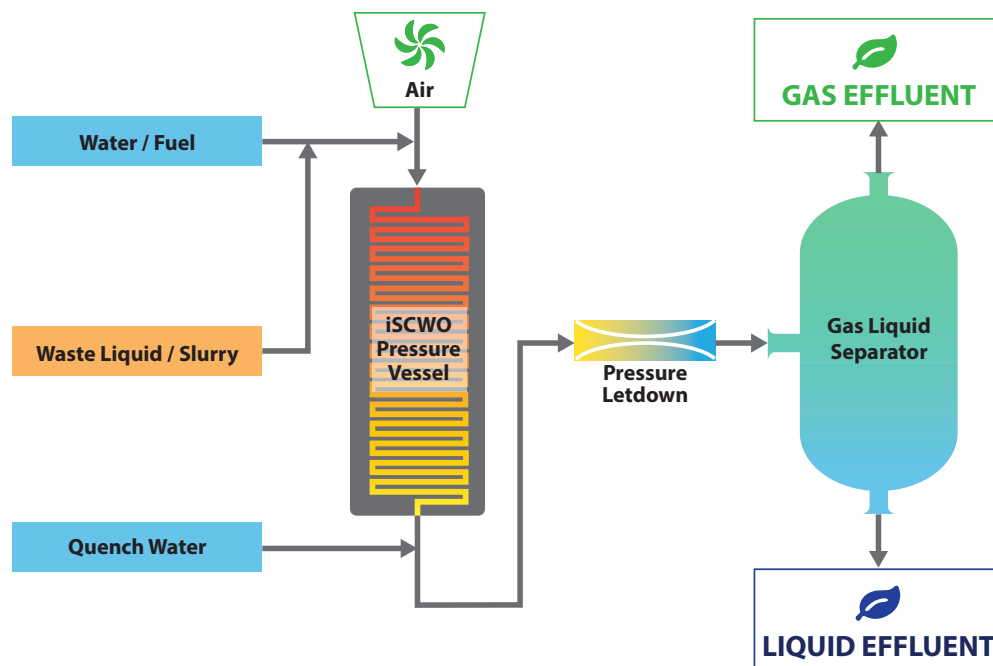 Air
GAS EFFLUENT
Water / Fuel
iSCWO
Pressure
Vessel
Waste Liquid / Slurry
Pressure
Letdown
Gas Liquid
Separator
Quench Water
LIQUID EFFLUENT